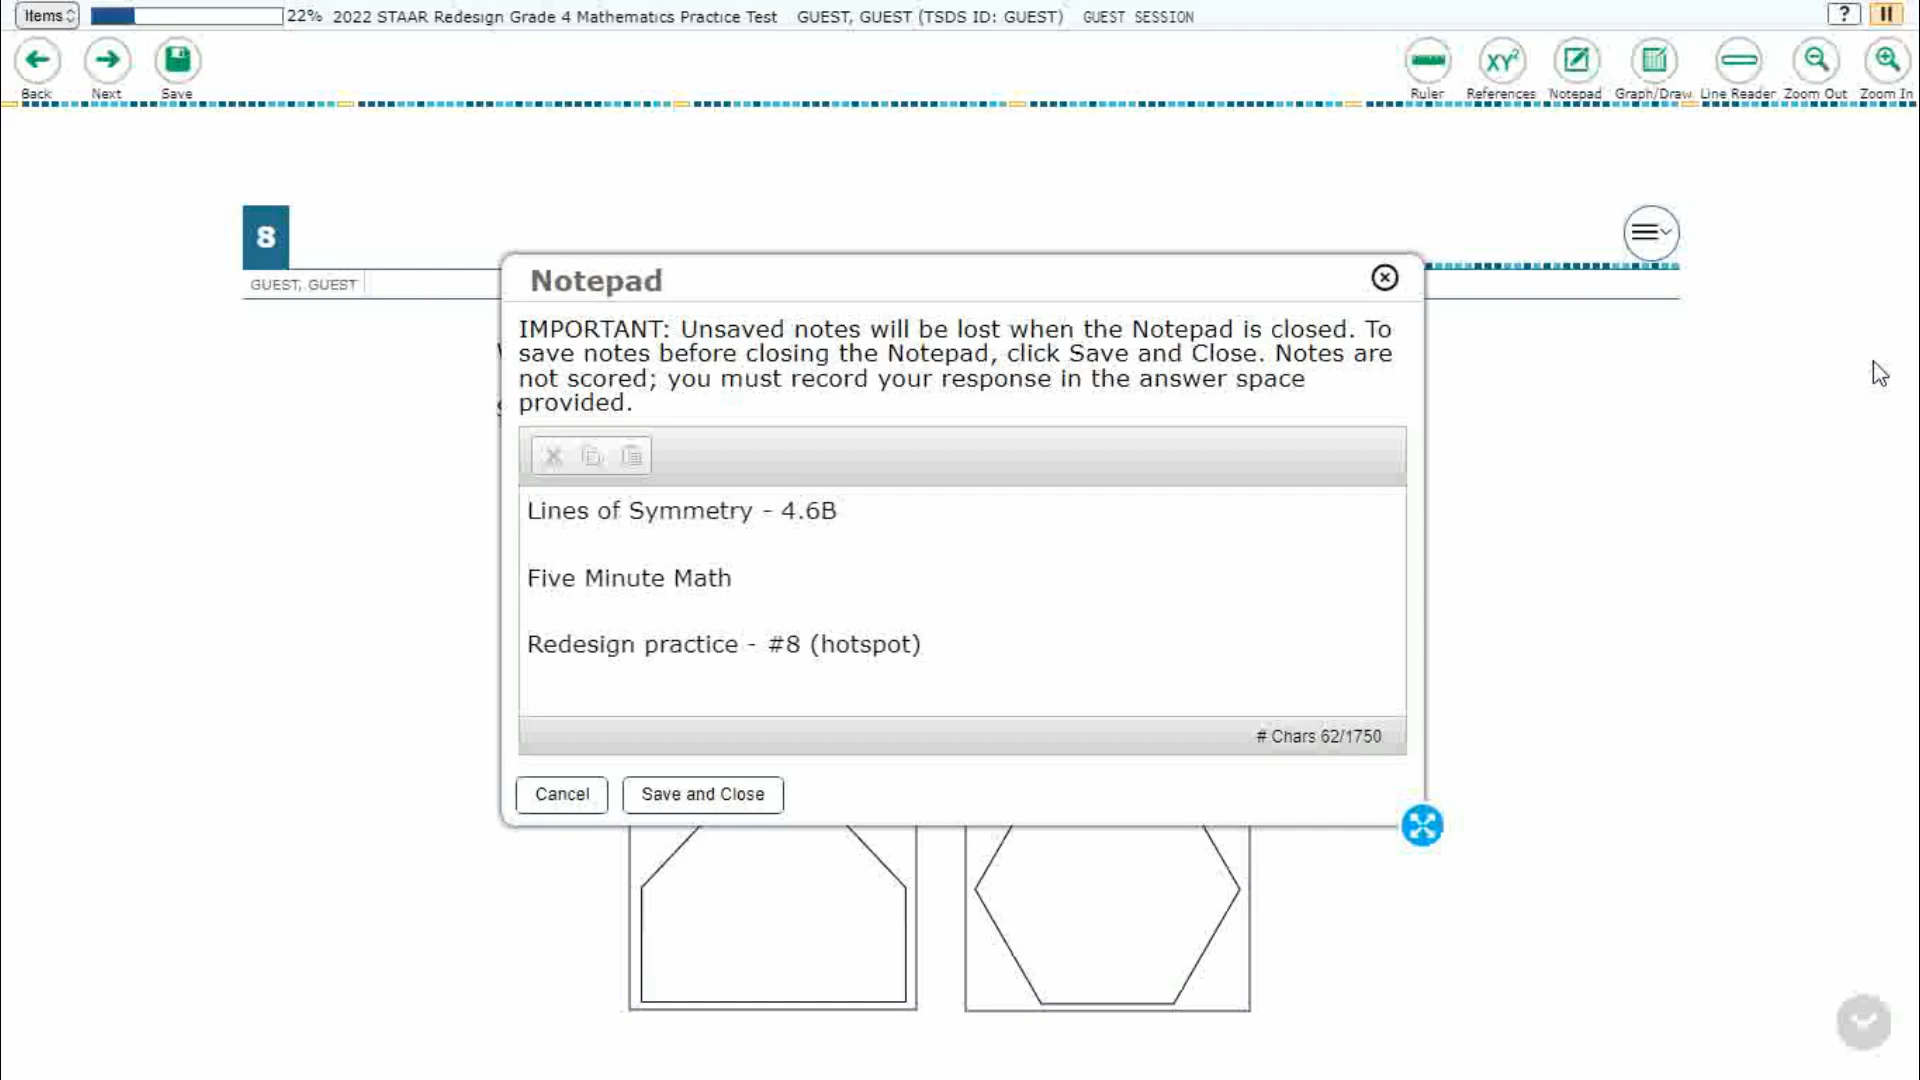 Items 22% 2022 STAAR Redesign Grade 4 Mathematics Practice Test GUEST, GUEST (TSDS ID: GUEST) GUEST SESSION ?
Back Next Save Ruler References Notepad Graph/Draw Line Reader Zoom Out Zoom In
XY²
8
GUEST, GUEST
Notepad
IMPORTANT: Unsaved notes will be lost when the Notepad is closed. To
save notes before closing the Notepad, click Save and Close. Notes are
not scored; you must record your response in the answer space
provided.
Lines of Symmetry - 4.6B
Five Minute Math
Redesign practice - #8 (hotspot)
# Chars 62/1750
Cancel Save and Close